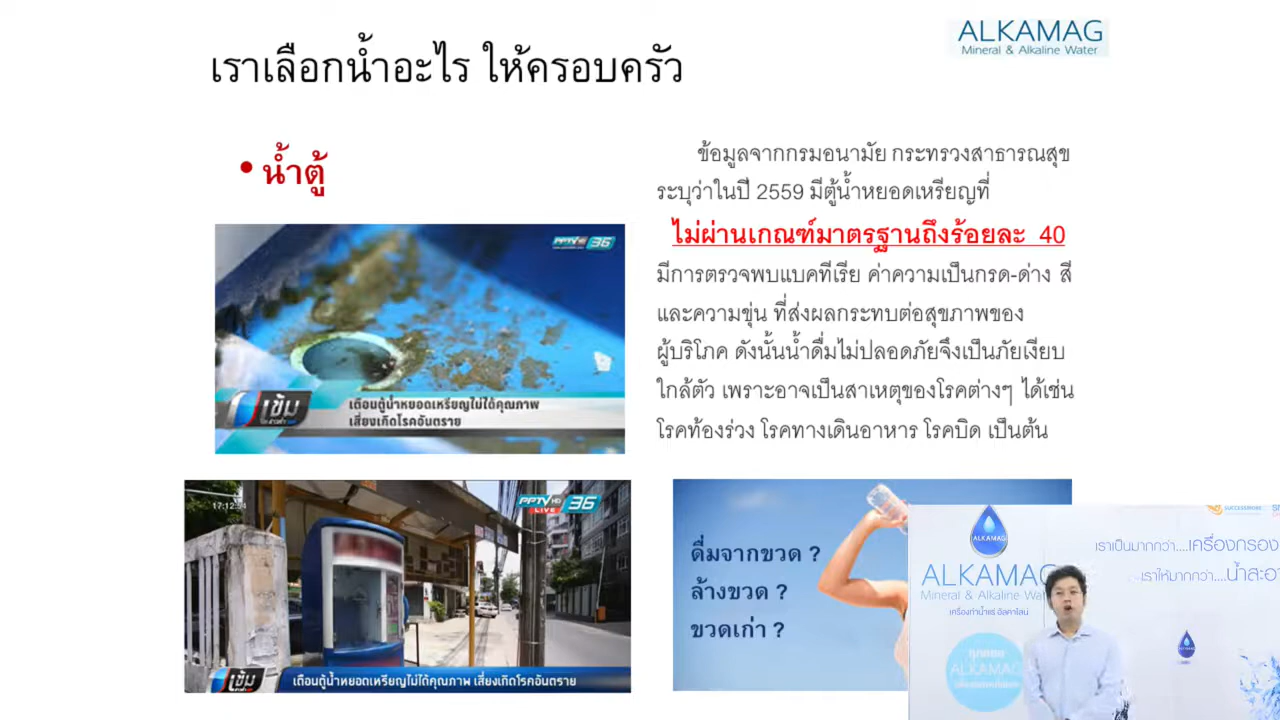 ALKAMAG
Mineral & Alkaline Water
เราเลือกน้ำอะไร ให้ครอบครัว
• น้ำตู้
ข้อมูลจากกรมอนามัย กระทรวงสาธารณสุข
ระบุว่าในปี 2559 มีตู้น้ำหยอดเหรียญที่
ไม่ผ่านเกณฑ์มาตรฐานถึงร้อยละ 40
มีการตรวจพบแบคทีเรีย ค่าความเป็นกรด-ด่าง สี
และความขุ่น ที่ส่งผลกระทบต่อสุขภาพของ
ผู้บริโภค ดังนั้นน้ำดื่มไม่ปลอดภัยจึงเป็นภัยเงียบ
ใกล้ตัว เพราะอาจเป็นสาเหตุของโรคต่างๆ ได้เช่น
โรคท้องร่วง โรคทางเดินอาหาร โรคบิด เป็นต้น
PPTV HD 36
เข้ม
เตือนตู้น้ำหยอดเหรียญไม่ได้คุณภาพ
เสี่ยงเกิดโรคอันตราย
17:12:54
PPTV HD 36
LIVE
เข้ม
เตือนตู้น้ำหยอดเหรียญไม่ได้คุณภาพ เสี่ยงเกิดโรคอันตราย
ดื่มจากขวด ?
ล้างขวด ?
ขวดเก่า ?
ALKAMAG
ALKAMAG
Mineral & Alkaline Wat
เครื่องทำน้ำแร่ อัลคาไลน์
เราเป็นมากกว่า....เครื่องกรอง
เราให้มากกว่า....น้ำสะอา
ALKAMAG